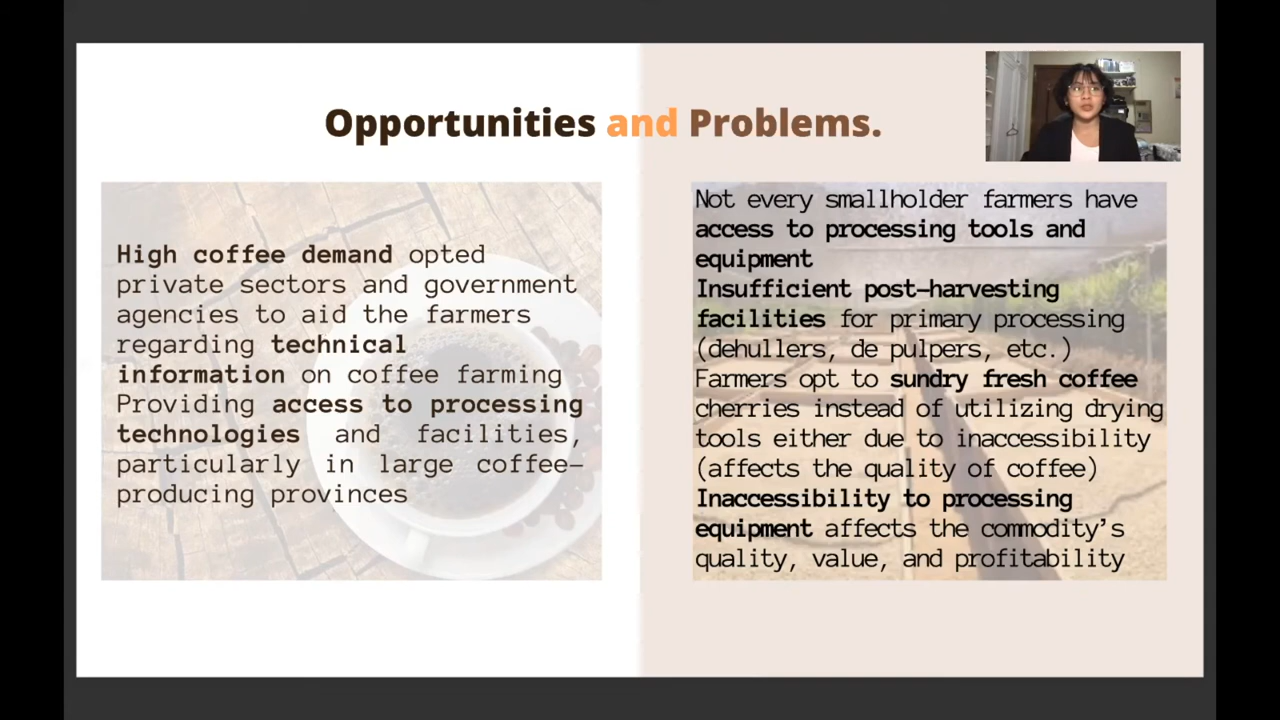 Opportunities and Problems.
High coffee demand opted
private sectors and government
agencies to aid the farmers
regarding technical
information on coffee farming
Providing access to processing
technologies and facilities,
particularly in large coffee-
producing provinces
Not every smallholder farmers have
access to processing tools and
equipment
Insufficient post-harvesting
facilities for primary processing
(dehullers, de pulpers, etc.)
Farmers opt to sundry fresh coffee
cherries instead of utilizing drying
tools either due to inaccessibility
(affects the quality of coffee)
Inaccessibility to processing
equipment affects the commodity’s
quality, value, and profitability